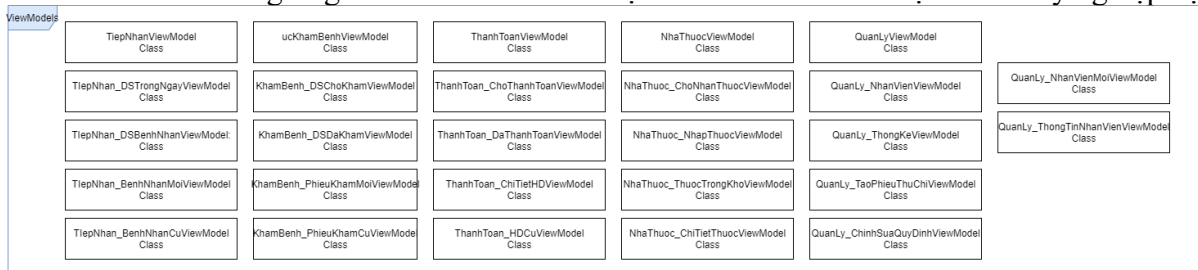 ViewModels
TiepNhanViewModel
Class
ucKhamBenhViewModel
Class
ThanhToanViewModel
Class
NhaThuocViewModel
Class
QuanLyViewModel
Class
TIepNhan_DSTrongNgayViewModel
Class
KhamBenh_DSChoKhamViewModel
Class
ThanhToan_ChoThanhToanViewModel
Class
NhaThuoc_ChoNhanThuocViewModel
Class
QuanLy_NhanVienViewModel
Class
QuanLy_NhanVienMoiViewModel
Class
TIepNhan_DSBenhNhanViewModel:
Class
KhamBenh_DSDaKhamViewModel
Class
ThanhToan_DaThanhToanViewModel
Class
NhaThuoc_NhapThuocViewModel
Class
QuanLy_ThongKeViewModel
Class
QuanLy_ThongTinNhanVienViewModel
Class
TIepNhan_BenhNhanMoiViewModel
Class
KhamBenh_PhieuKhamMoiViewModel
Class
ThanhToan_ChiTietHDViewModel
Class
NhaThuoc_ThuocTrongKhoViewModel
Class
QuanLy_TaoPhieuThuChiViewModel
Class
TIepNhan_BenhNhanCuViewModel
Class
KhamBenh_PhieuKhamCuViewModel
Class
ThanhToan_HDCuViewModel
Class
NhaThuoc_ChiTietThuocViewModel
Class
QuanLy_ChinhSuaQuyDinhViewModel
Class